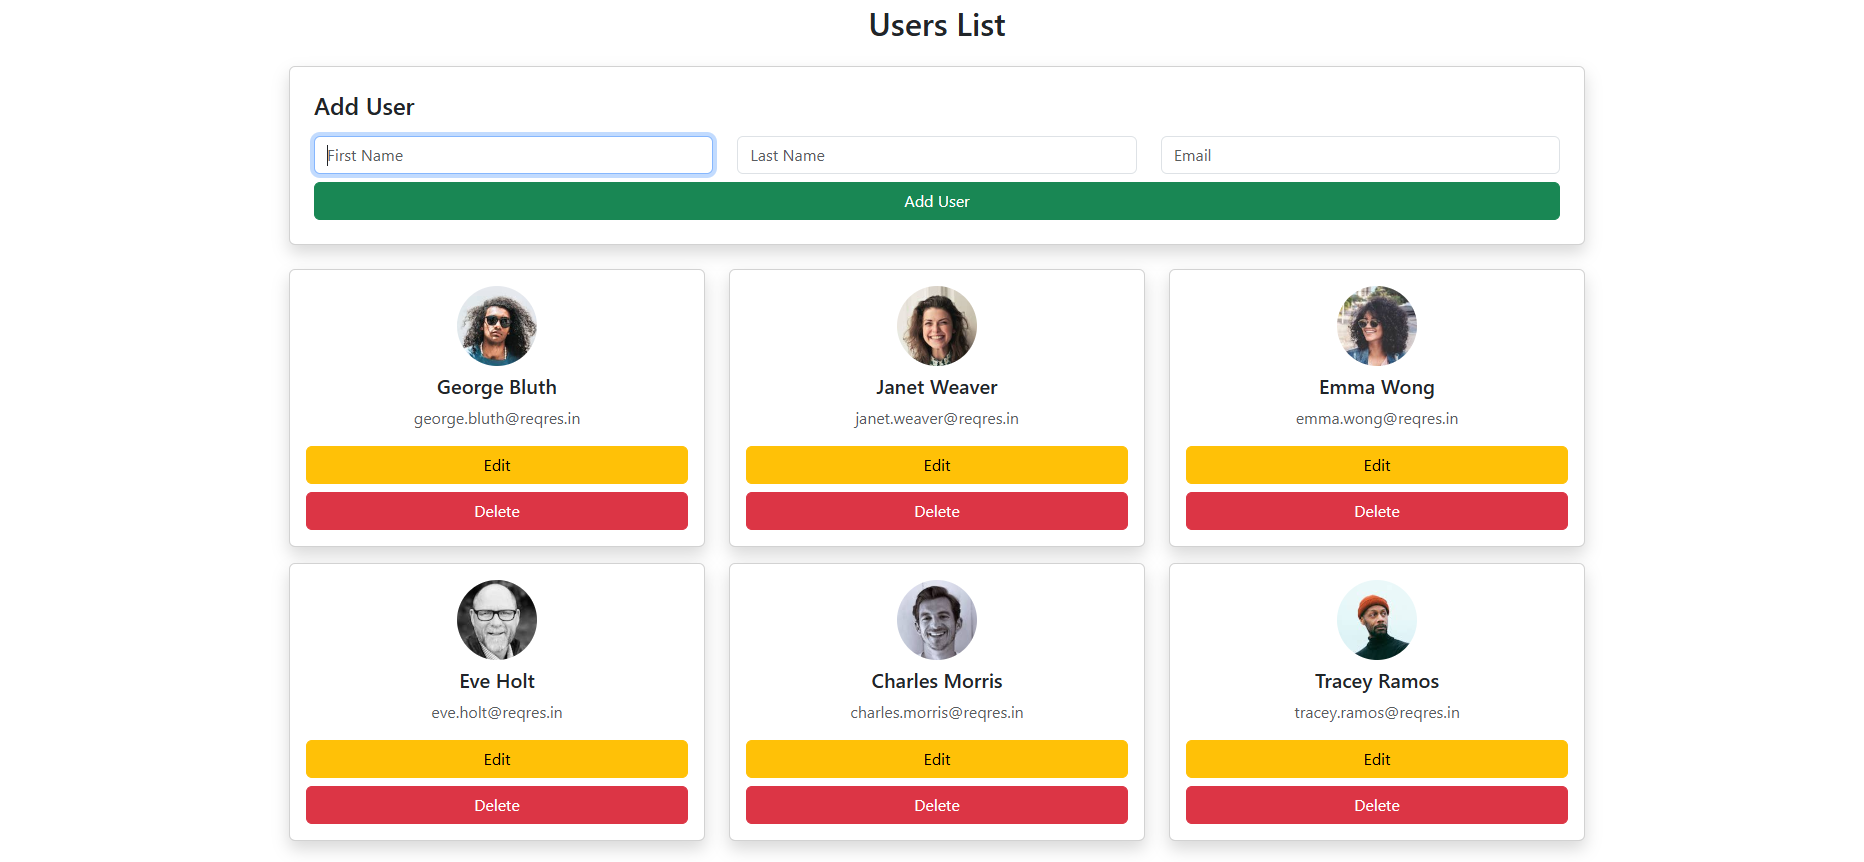 Users List
Add User
First Name Last Name Email
Add User
George Bluth Janet Weaver Emma Wong
george.bluth@reqres.in janet.weaver@reqres.in emma.wong@reqres.in
Edit Edit Edit
Delete Delete Delete
Eve Holt Charles Morris Tracey Ramos
eve.holt@reqres.in charles.morris@reqres.in tracey.ramos@reqres.in
Edit Edit Edit
Delete Delete Delete